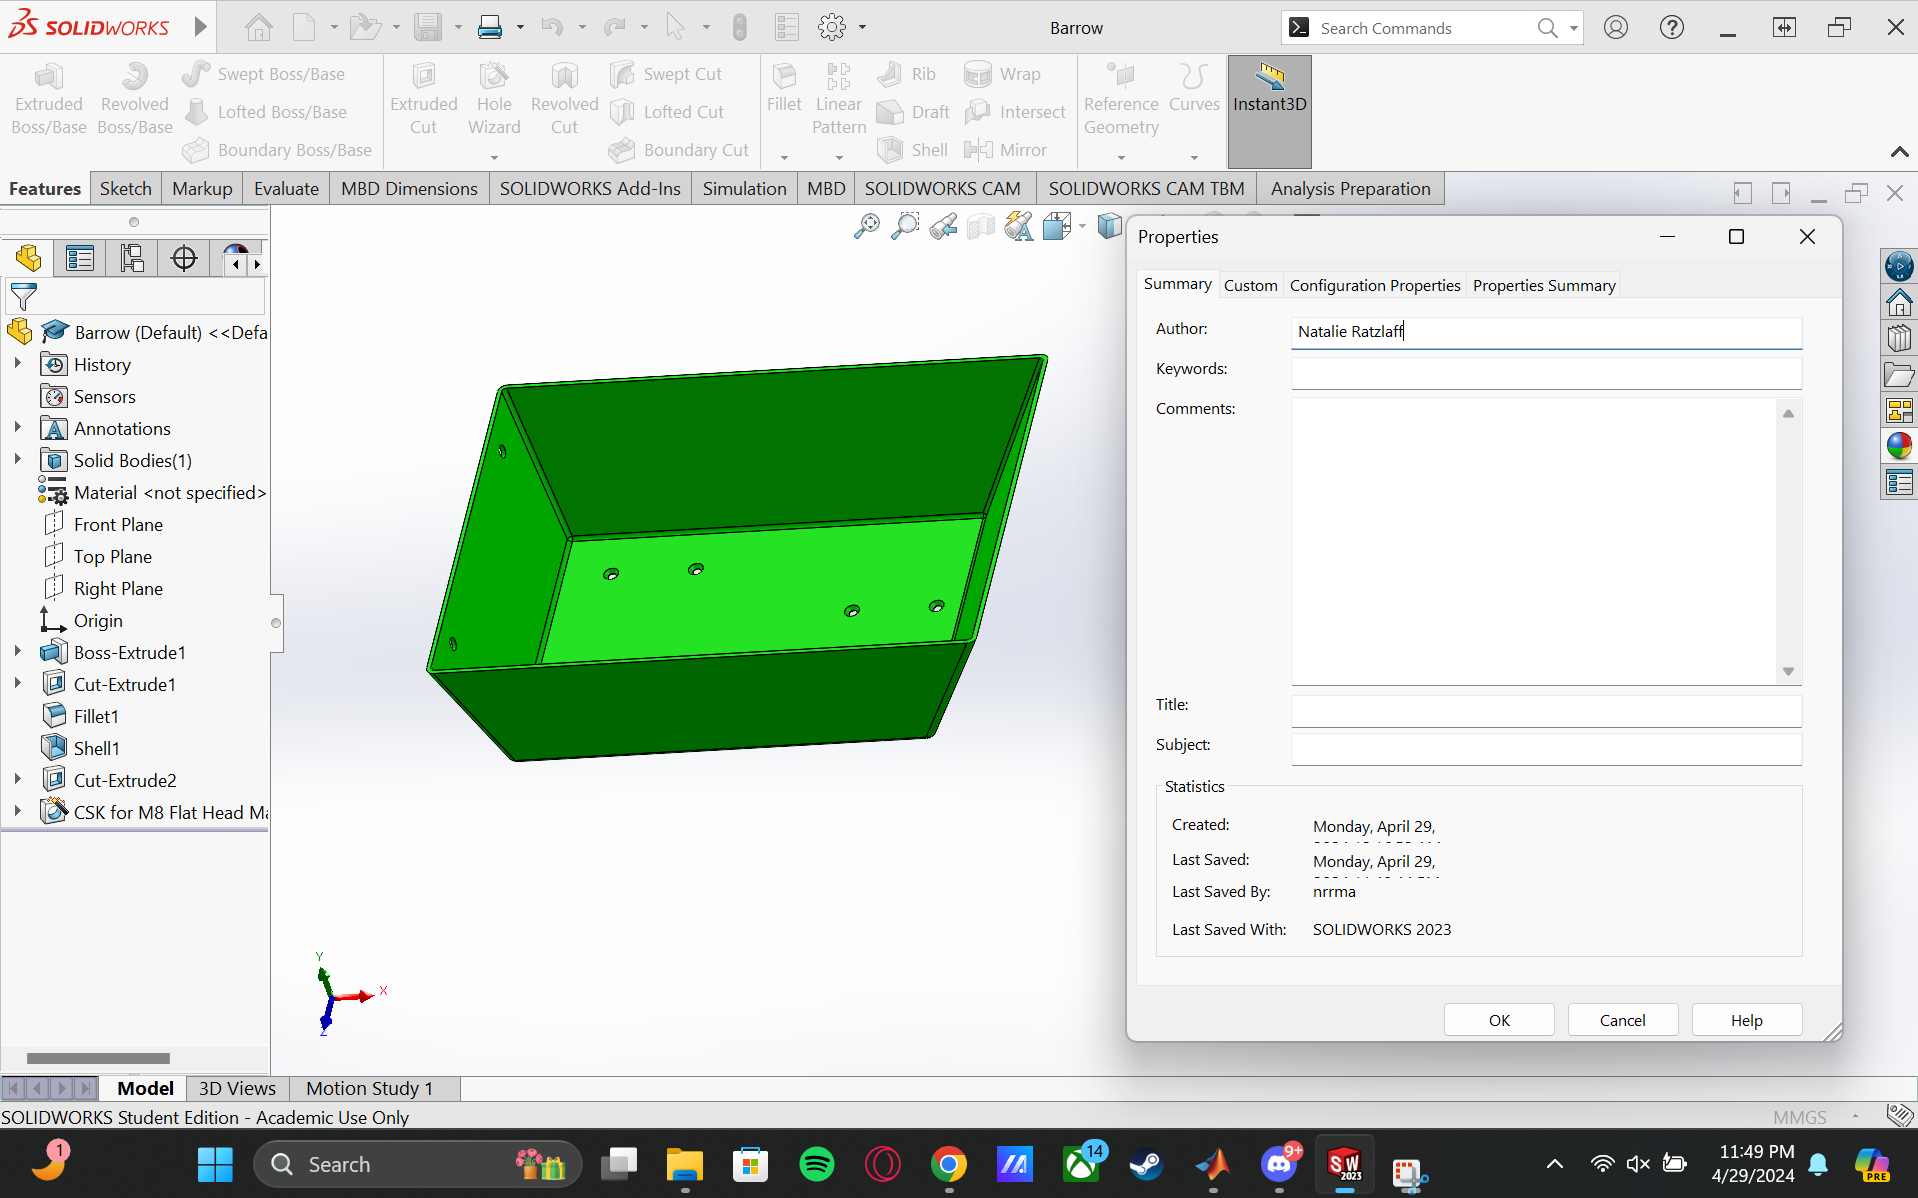 SOLIDWORKS
Barrow
Search Commands
Extruded Boss/Base
Revolved Boss/Base
Swept Boss/Base
Lofted Boss/Base
Boundary Boss/Base
Extruded Cut
Hole Wizard
Revolved Cut
Swept Cut
Lofted Cut
Boundary Cut
Fillet
Linear Pattern
Rib
Draft
Shell
Wrap
Intersect
Mirror
Reference Geometry
Curves
Instant3D
Features
Sketch
Markup
Evaluate
MBD Dimensions
SOLIDWORKS Add-Ins
Simulation
MBD
SOLIDWORKS CAM
SOLIDWORKS CAM TBM
Analysis Preparation
Barrow (Default) <<Defa
History
Sensors
Annotations
Solid Bodies(1)
Material <not specified>
Front Plane
Top Plane
Right Plane
Origin
Boss-Extrude1
Cut-Extrude1
Fillet1
Shell1
Cut-Extrude2
CSK for M8 Flat Head Ma
Y
X
Z
Properties
Summary
Custom
Configuration Properties
Properties Summary
Author: Natalie Ratzlaff
Keywords:
Comments:
Title:
Subject:
Statistics
Created: Monday, April 29,
Last Saved: Monday, April 29,
Last Saved By: nrrma
Last Saved With: SOLIDWORKS 2023
OK
Cancel
Help
Model
3D Views
Motion Study 1
SOLIDWORKS Student Edition - Academic Use Only
MMGS
1
Search
14
9+
SW
2023
11:49 PM
4/29/2024
PRE